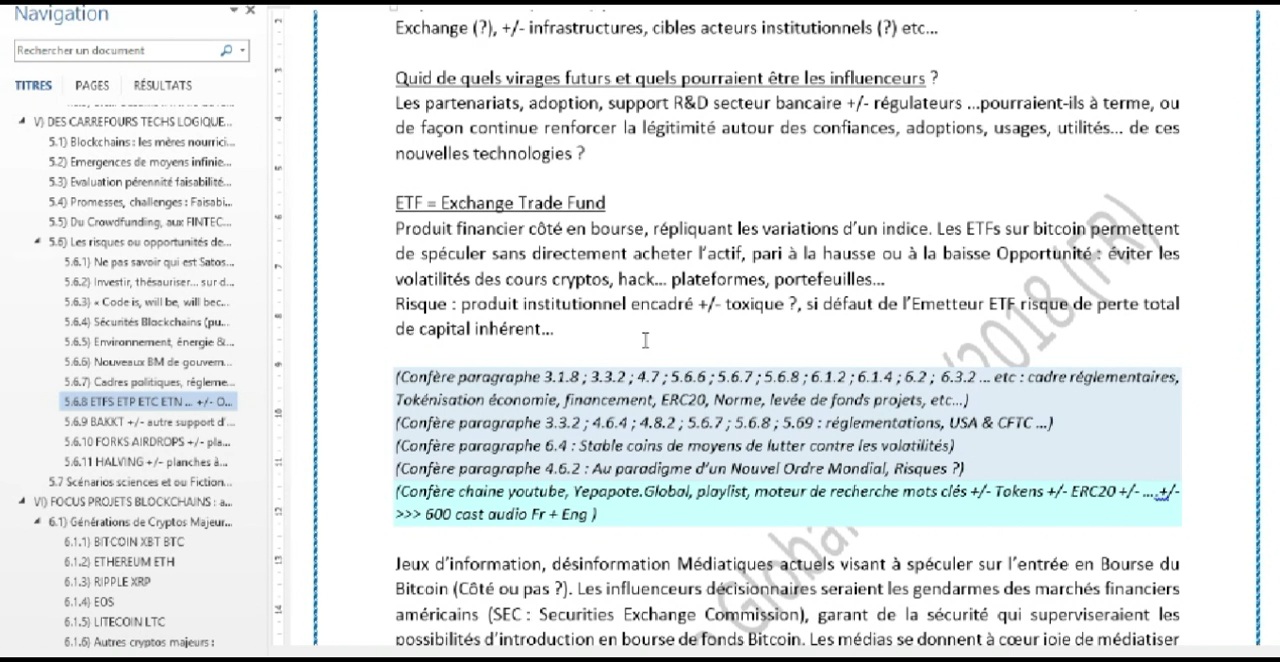 Navigation
Rechercher un document
TITRES PAGES RÉSULTATS
V) DES CARREFOURS TECHS LOGIQUE...
5.1) Blockchains : les mères nourrici...
5.2) Emergences de moyens infinie...
5.3) Evaluation pérennité faisabilité...
5.4) Promesses, challenges : Faisabi...
5.5) Du Crowdfunding, aux FINTEC...
5.6) Les risques ou opportunités de...
5.6.1) Ne pas savoir qui est Satos...
5.6.2) Investir, thésauriser... sur d...
5.6.3) « Code is, will be, will bec...
5.6.4) Sécurités Blockchains (pu...
5.6.5) Environnement, énergie &...
5.6.6) Nouveaux BM de gouvern...
5.6.7) Cadres politiques, régleme...
5.6.8 ETFS ETP ETC ETN ... +/- O...
5.6.9 BAKKT +/- autre support d'...
5.6.10 FORKS AIRDROPS +/- pla...
5.6.11 HALVING +/- planches à...
5.7 Scénarios sciences et ou Fiction...
VI) FOCUS PROJETS BLOCKCHAINS : a...
6.1) Générations de Cryptos Majeur...
6.1.1) BITCOIN XBT BTC
6.1.2) ETHEREUM ETH
6.1.3) RIPPLE XRP
6.1.4) EOS
6.1.5) LITECOIN LTC
6.1.6) Autres cryptos majeurs :
Exchange (?), +/- infrastructures, cibles acteurs institutionnels (?) etc...
Quid de quels virages futurs et quels pourraient être les influenceurs ?
Les partenariats, adoption, support R&D secteur bancaire +/- régulateurs ...pourraient-ils à terme, ou
de façon continue renforcer la légitimité autour des confiances, adoptions, usages, utilités... de ces
nouvelles technologies ?
ETF = Exchange Trade Fund
Produit financier côté en bourse, répliquant les variations d'un indice. Les ETFs sur bitcoin permettent
de spéculer sans directement acheter l'actif, pari à la hausse ou à la baisse Opportunité : éviter les
volatilités des cours cryptos, hack... plateformes, portefeuilles...
Risque : produit institutionnel encadré +/- toxique ?, si défaut de l'Emetteur ETF risque de perte total
de capital inhérent...
(Confère paragraphe 3.1.8 ; 3.3.2 ; 4.7 ; 5.6.6 ; 5.6.7 ; 5.6.8 ; 6.1.2 ; 6.1.4 ; 6.2 ; 6.3.2 ... etc : cadre réglementaires,
Tokénisation économie, financement, ERC20, Norme, levée de fonds projets, etc...)
(Confère paragraphe 3.3.2 ; 4.6.4 ; 4.8.2 ; 5.6.7 ; 5.6.8 ; 5.69 : réglementations, USA & CFTC ...)
(Confère paragraphe 6.4 : Stable coins de moyens de lutter contre les volatilités)
(Confère paragraphe 4.6.2 : Au paradigme d'un Nouvel Ordre Mondial, Risques ?)
(Confère chaine youtube, Yepapote.Global, playlist, moteur de recherche mots clés +/- Tokens +/- ERC20 +/- ....+/-
>>> 600 cast audio Fr + Eng )
Jeux d'information, désinformation Médiatiques actuels visant à spéculer sur l'entrée en Bourse du
Bitcoin (Côté ou pas ?). Les influenceurs décisionnaires seraient les gendarmes des marchés financiers
américains (SEC : Securities Exchange Commission), garant de la sécurité qui superviseraient les
possibilités d'introduction en bourse de fonds Bitcoin. Les médias se donnent à cœur joie de médiatiser
Global
/2018 (FR)